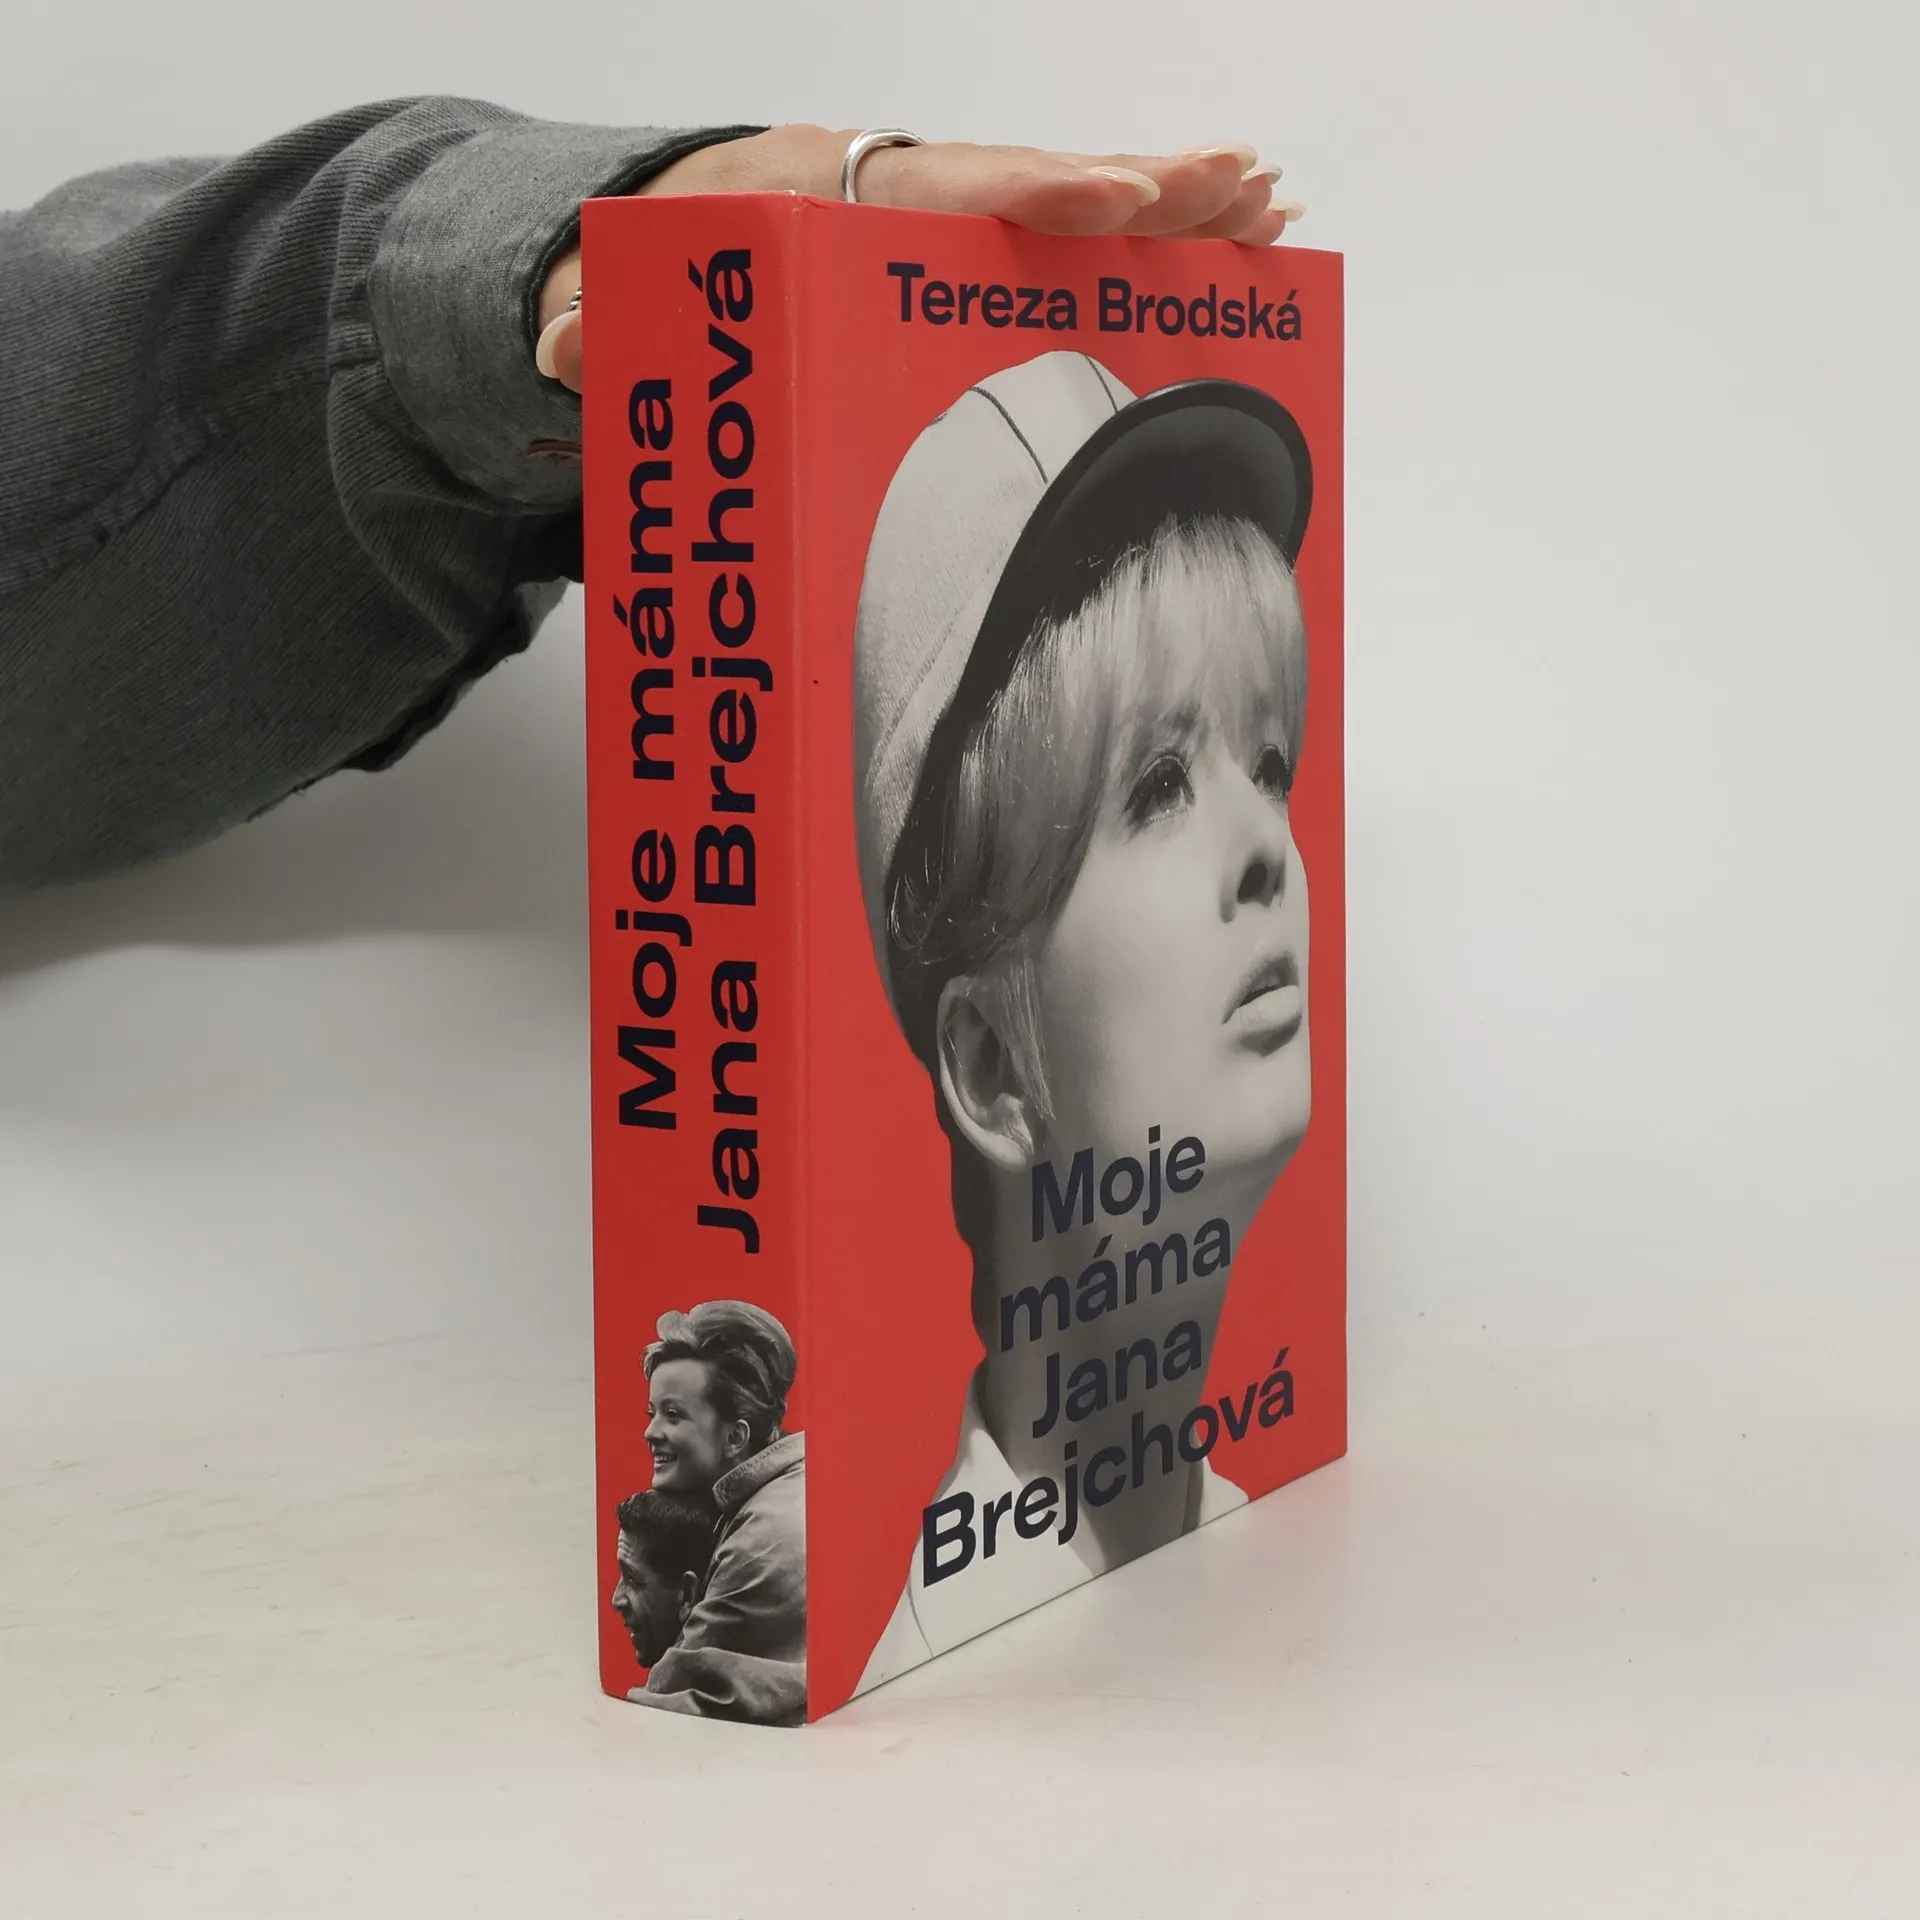 Moje máma
Jana Brejchová
Tereza Brodská
Moje
máma
Jana
Brejchová